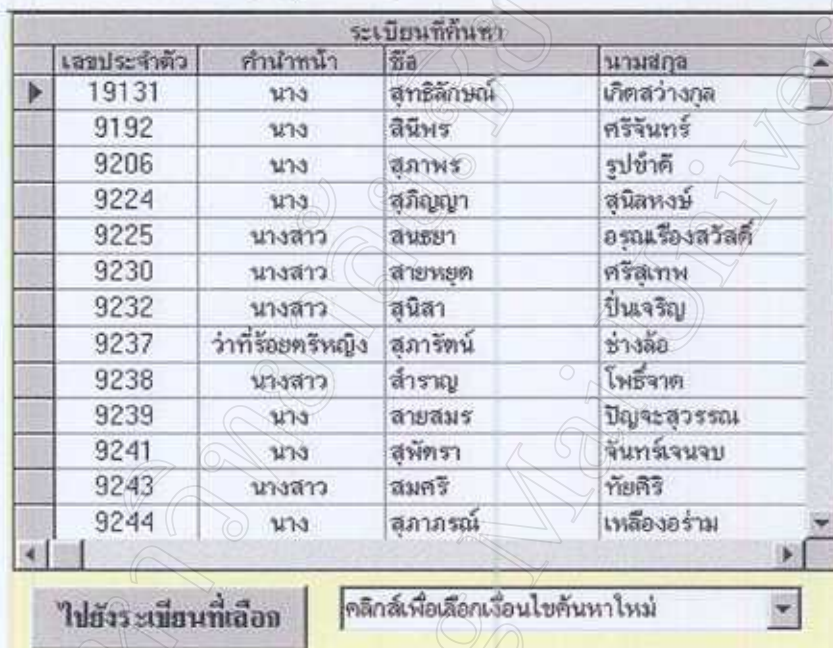 ระเบียนที่ค้นหา
เลขประจำตัว คำนำหน้า ชื่อ นามสกุล
19131 นาง สุทธิลักษณ์ เกิดสว่างกุล
9192 นาง สินีพร ศรีจันทร์
9206 นาง สุภาพร รูปขำดี
9224 นาง สุภิญญา สุนิลหงษ์
9225 นางสาว สนธยา อรุณเรืองสวัสดิ์
9230 นางสาว สายหยุด ศรีสุเทพ
9232 นางสาว สุนิสา ปิ่นเจริญ
9237 ว่าที่ร้อยตรีหญิง สุภารัตน์ ช่างล้อ
9238 นางสาว สำราญ โพธิ์จาด
9239 นาง สายสมร ปัญจะสุวรรณ
9241 นาง สุพัตรา จันทร์เจนจบ
9243 นางสาว สมศรี ทัยศิริ
9244 นาง สุภาภรณ์ เหลืองอร่าม
ไปยังระเบียนที่เลือก คลิกส์เพื่อเลือกเงื่อนไขค้นหาใหม่